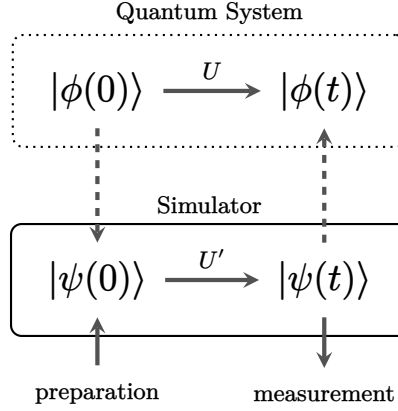 Quantum System
|ϕ(0)⟩ U |ϕ(t)⟩
Simulator
|ψ(0)⟩ U′ |ψ(t)⟩
preparation measurement